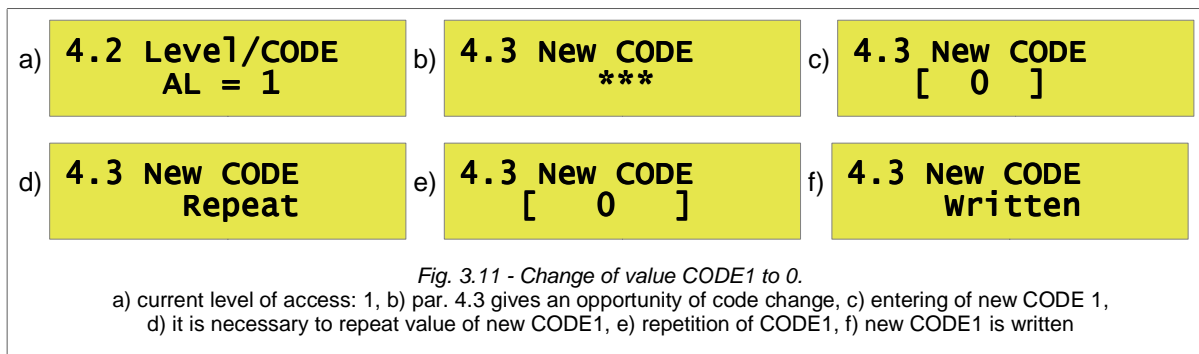 a) 4.2 Level/CODE
AL = 1
b) 4.3 New CODE
***
c) 4.3 New CODE
[ 0 ]
d) 4.3 New CODE
Repeat
e) 4.3 New CODE
[ 0 ]
f) 4.3 New CODE
Written
Fig. 3.11 - Change of value CODE1 to 0.
a) current level of access: 1, b) par. 4.3 gives an opportunity of code change, c) entering of new CODE 1,
d) it is necessary to repeat value of new CODE1, e) repetition of CODE1, f) new CODE1 is written